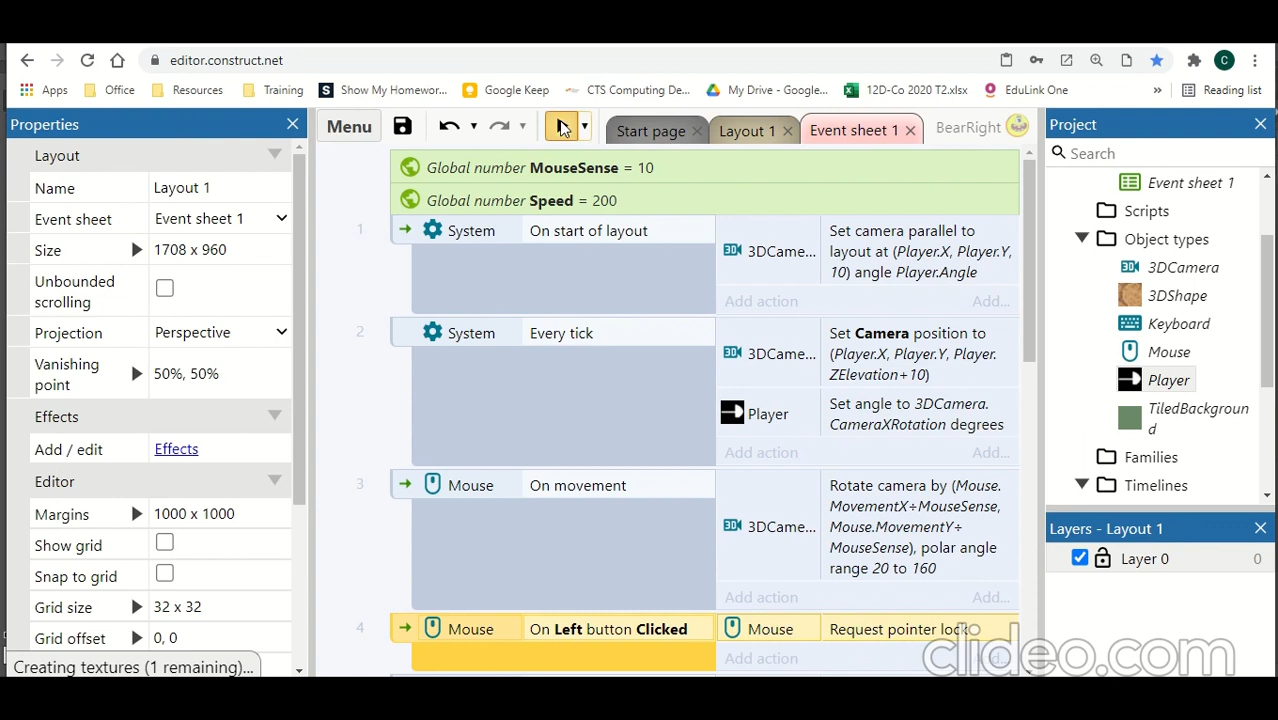 editor.construct.net
C
Apps
Office
Resources
Training
S
Show My Homewor...
Google Keep
CTS Computing De...
My Drive - Google...
12D-Co 2020 T2.xlsx
EduLink One
»
Reading list
Properties
Menu
Start page
Layout 1
Event sheet 1
BearRight
Project
Layout
Name
Layout 1
Event sheet
Event sheet 1
Size
1708 x 960
Unbounded
scrolling
Projection
Perspective
Vanishing
point
50%, 50%
Effects
Add / edit
Effects
Editor
Margins
1000 x 1000
Show grid
Snap to grid
Grid size
32 x 32
Grid offset
0, 0
Creating textures (1 remaining)...
Global number MouseSense = 10
Global number Speed = 200
1
System
On start of layout
3DCame...
Set camera parallel to
layout at (Player.X, Player.Y,
10) angle Player.Angle
Add action
Add...
2
System
Every tick
3DCame...
Set Camera position to
(Player.X, Player.Y, Player.
ZElevation+10)
Player
Set angle to 3DCamera.
CameraXRotation degrees
Add action
Add...
3
Mouse
On movement
3DCame...
Rotate camera by (Mouse.
MovementX÷MouseSense,
Mouse.MovementY÷
MouseSense), polar angle
range 20 to 160
Add action
Add...
4
Mouse
On Left button Clicked
Mouse
Request pointer lock
Add action
Add...
Search
Event sheet 1
Scripts
Object types
3DCamera
3DShape
Keyboard
Mouse
Player
TiledBackgroun
d
Families
Timelines
Layers - Layout 1
Layer 0
0
clideo.com